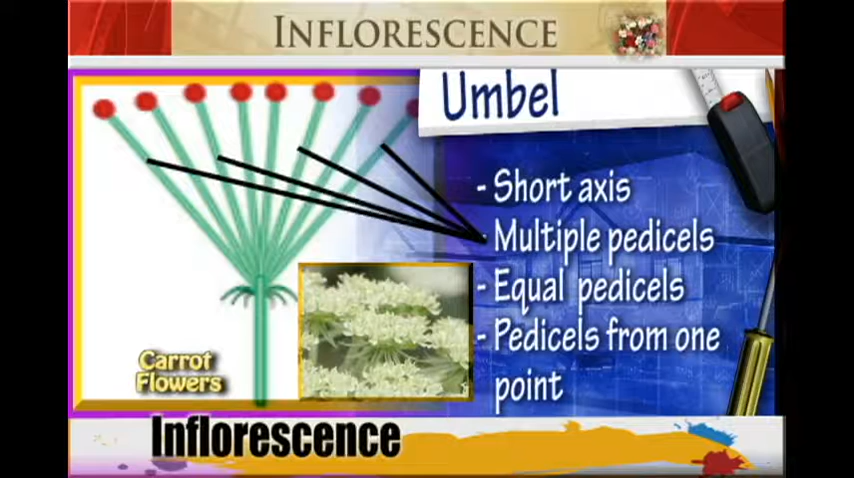 INFLORESCENCE
Umbel
- Short axis
- Multiple pedicels
- Equal pedicels
- Pedicels from one
point
Carrot
Flowers
Inflorescence